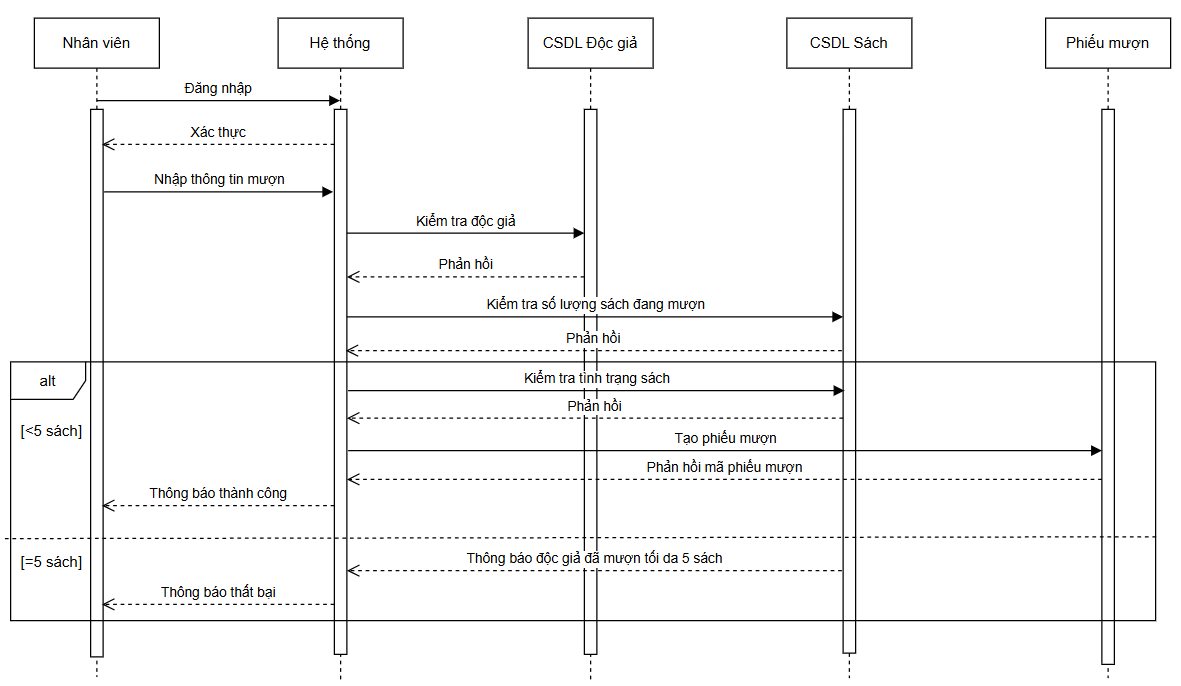 Nhân viên
Hệ thống
CSDL Độc giả
CSDL Sách
Phiếu mượn
Đăng nhập
Xác thực
Nhập thông tin mượn
Kiểm tra độc giả
Phản hồi
Kiểm tra số lượng sách đang mượn
Phản hồi
alt
Kiểm tra tình trạng sách
Phản hồi
[<5 sách]
Tạo phiếu mượn
Phản hồi mã phiếu mượn
Thông báo thành công
[=5 sách]
Thông báo độc giả đã mượn tối da 5 sách
Thông báo thất bại